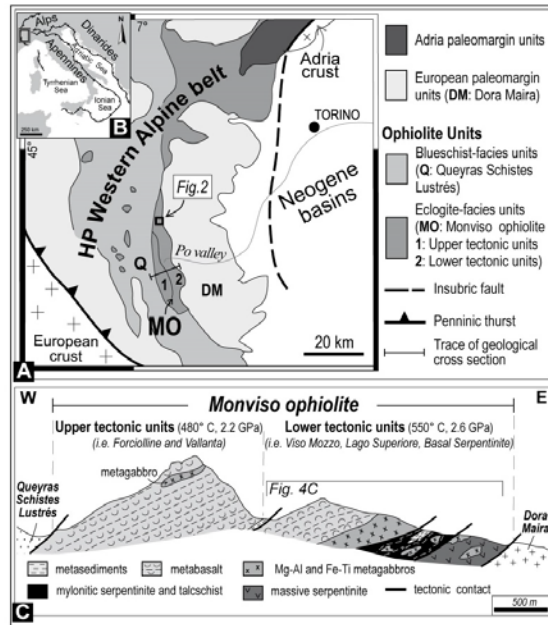 Alps
Dinarides
N
Apennines
Adriatic Sea
Tyrrhenian
Sea
Ionian
Sea
250 km
B
7°
45°
HP Western Alpine belt
Adria
crust
TORINO
Fig.2
Neogene
basins
Po valley
Q
1
2
DM
MO
European
crust
20 km
A
Adria paleomargin
units
European paleomargin
units (DM: Dora Maira)
Ophiolite Units
Blueschist-facies units
(Q: Queyras Schistes
Lustrés)
Eclogite-facies units
(MO: Monviso ophiolite
1: Upper tectonic units
2: Lower tectonic units)
Insubric fault
Penninic thurst
Trace of geological
cross section
W
E
Monviso ophiolite
Upper tectonic units (480° C, 2.2 GPa)
(i.e. Forciolline and Vallanta)
Lower tectonic units (550° C, 2.6 GPa)
(i.e. Viso Mozzo, Lago Superiore, Basal Serpentinite)
metagabbro
Fig. 4C
Queyras
Schistes
Lustrés
Dora
Maira
metasediments
metabasalt
Mg-Al and Fe-Ti metagabbros
mylonitic serpentinite and talcschist
massive serpentinite
tectonic contact
C
500 m